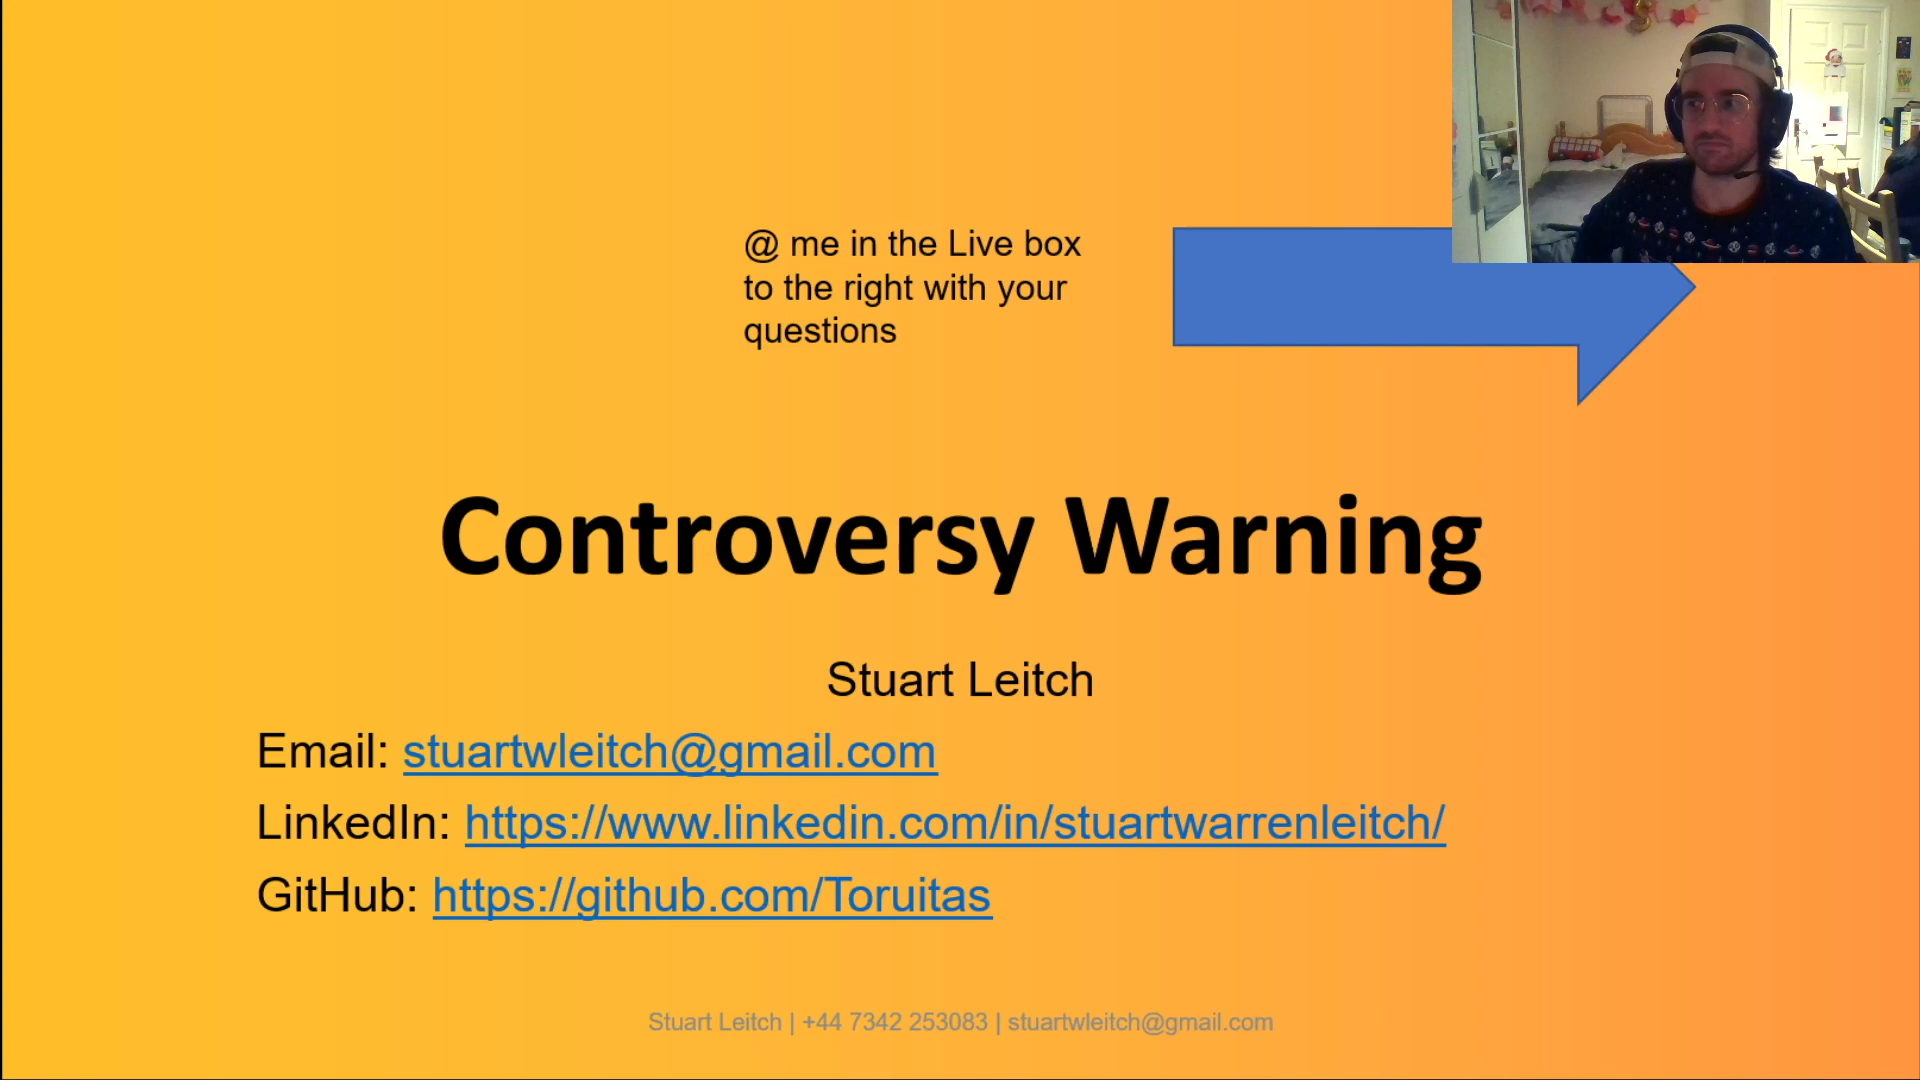 @ me in the Live box
to the right with your
questions
Controversy Warning
Stuart Leitch
Email: stuartwleitch@gmail.com
LinkedIn: https://www.linkedin.com/in/stuartwarrenleitch/
GitHub: https://github.com/Toruitas
Stuart Leitch | +44 7342 253083 | stuartwleitch@gmail.com